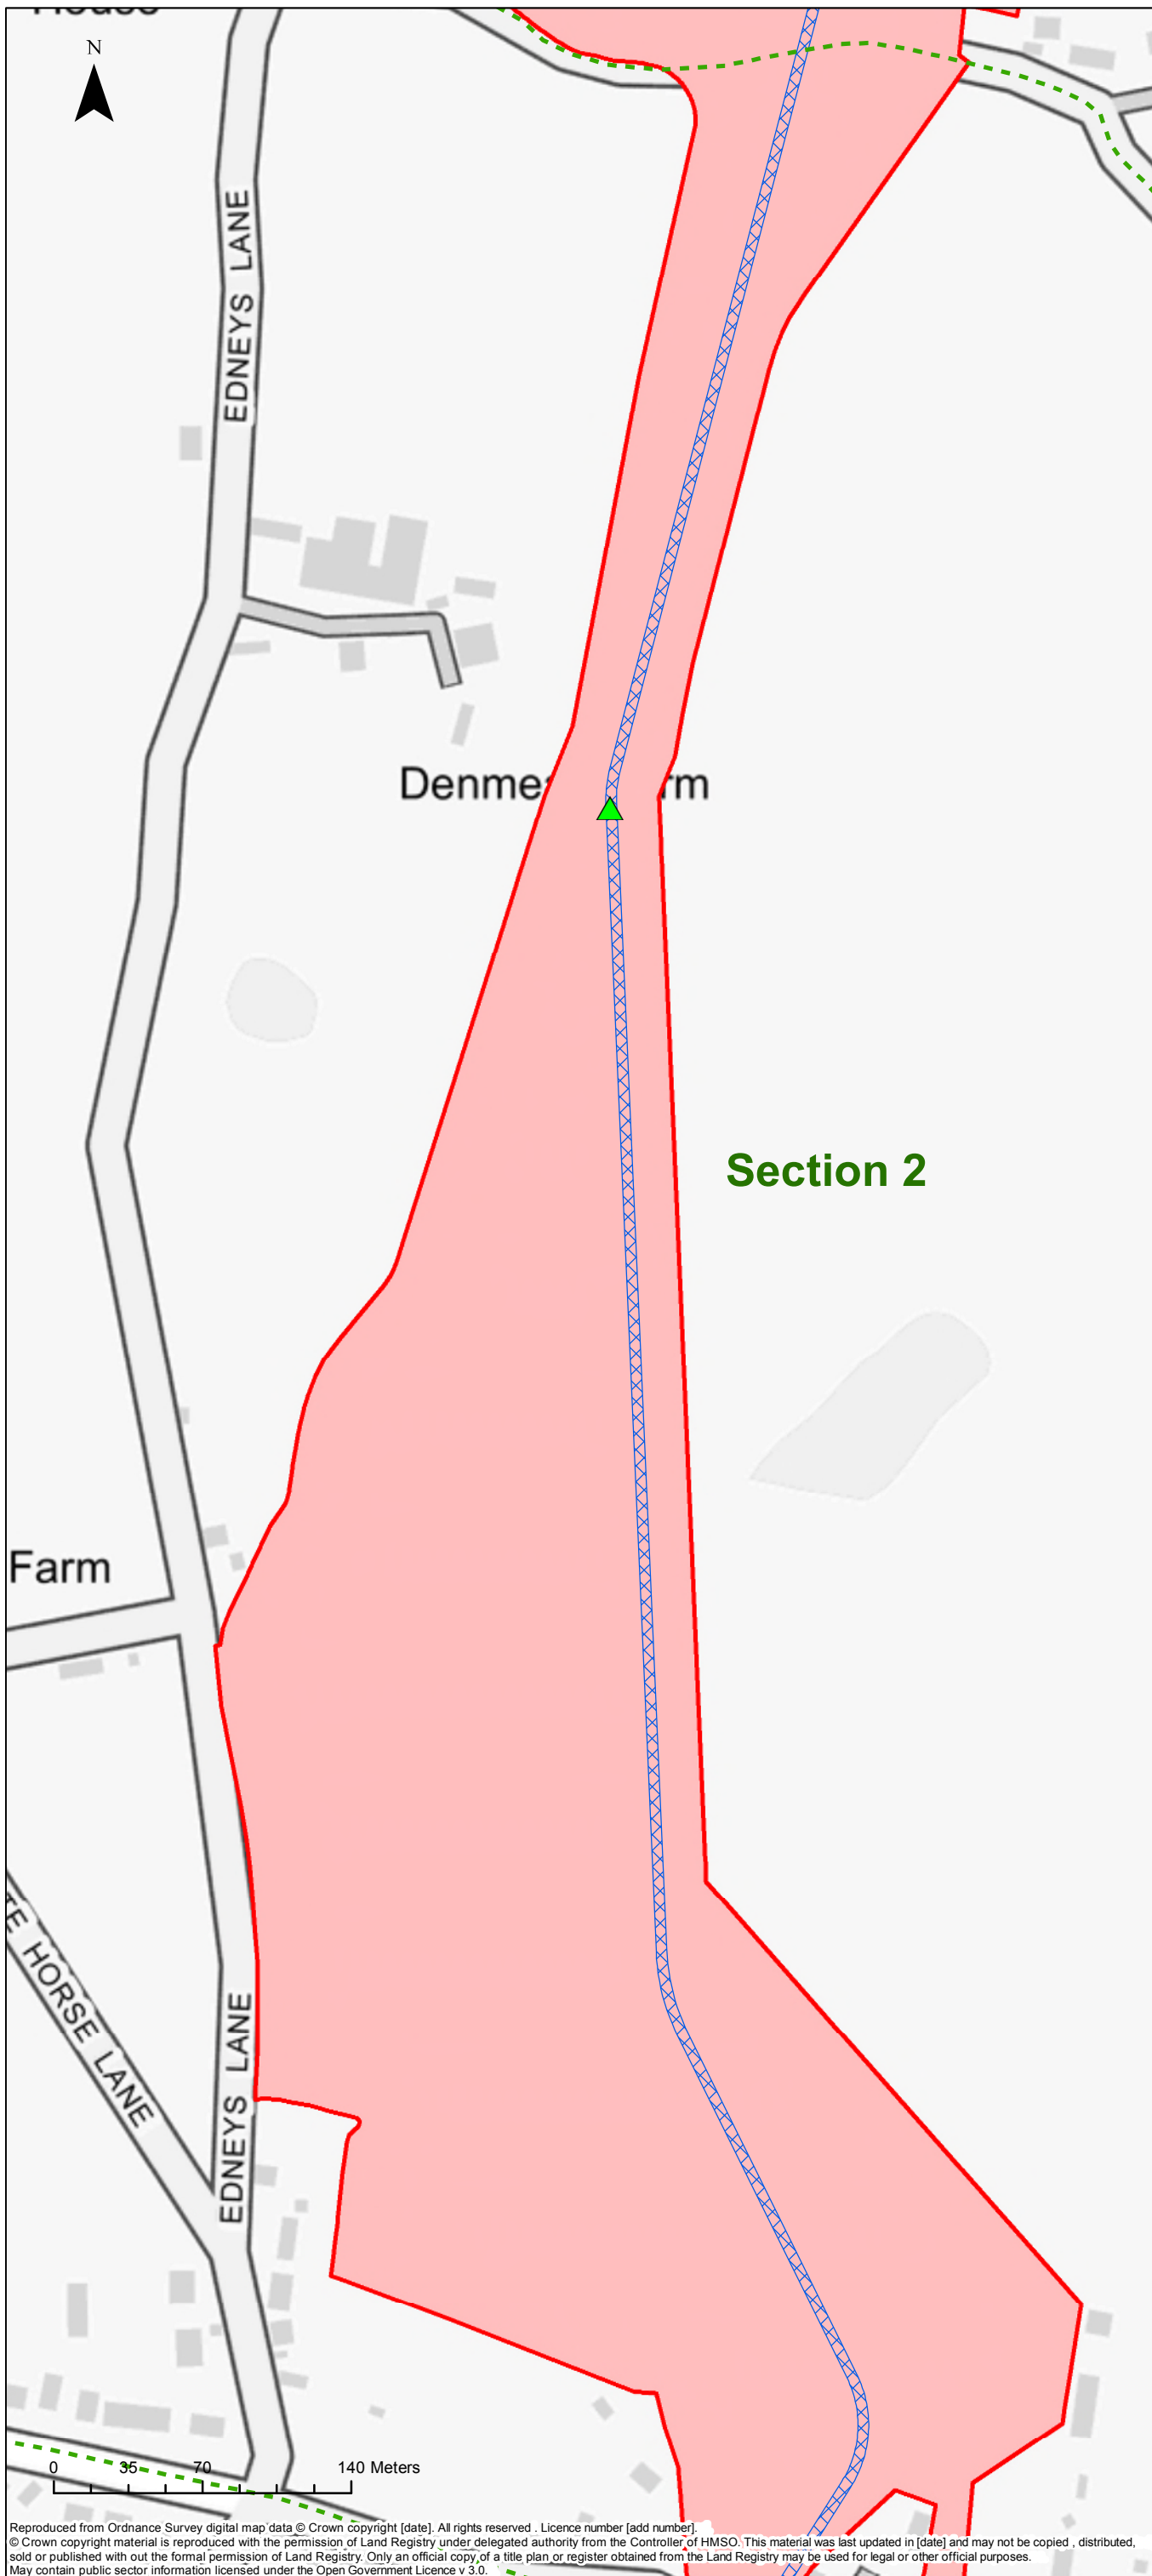 N
EDNEYS LANE
Section 2
Farm
HORSE LANE
EDNEYS LANE
0 35 70 140 Meters
Reproduced from Ordnance Survey digital map data © Crown copyright [date]. All rights reserved . Licence number [add number].
© Crown copyright material is reproduced with the permission of Land Registry under delegated authority from the Controller of HMSO. This material was last updated in [date] and may not be copied , distributed,
sold or published with out the formal permission of Land Registry. Only an official copy of a title plan or register obtained from the Land Registry may be used for legal or other official purposes.
May contain public sector information licensed under the Open Government Licence v 3.0.